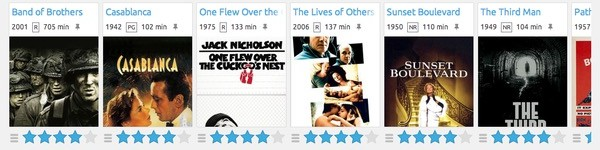 Band of Brothers
2001 R 705 min
Casablanca
1942 PG 102 min
CASABLANCA
One Flew Over the
1975 R 133 min
JACK NICHOLSON
ONE FLEW OVER
THE CUCKOO'S NEST
The Lives of Others
2006 R 137 min
Sunset Boulevard
1950 NR 110 min
SUNSET
BOULEVARD
The Third Man
1949 NR 104 min
THE
THIRD
Path
1957